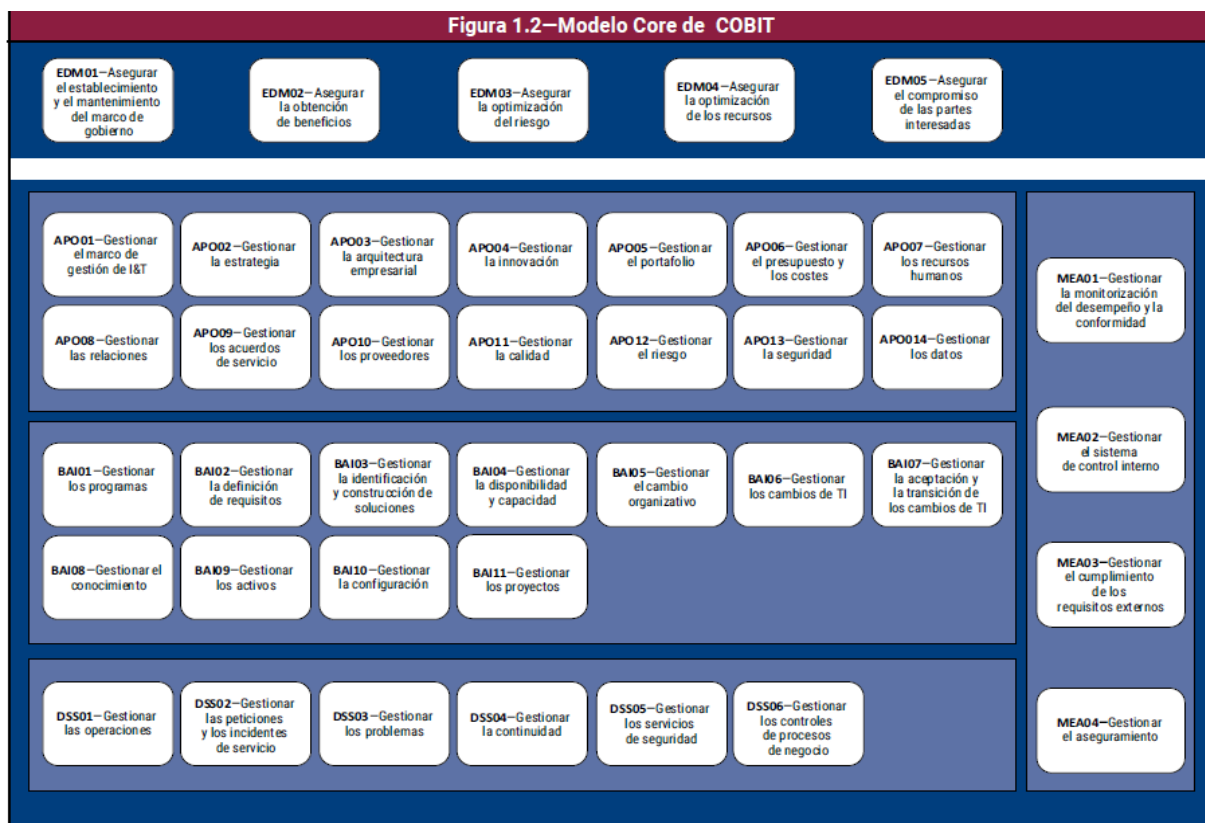 Figura 1.2—Modelo Core de COBIT
EDM01—Asegurar
el establecimiento
y el mantenimiento
del marco de
gobierno
EDM02—Asegurar
la obtención
de beneficios
EDM03—Asegurar
la optimización
del riesgo
EDM04—Asegurar
la optimización
de los recursos
EDM05—Asegurar
el compromiso
de las partes
interesadas
APO01—Gestionar
el marco de
gestión de I&T
APO02—Gestionar
la estrategia
APO03—Gestionar
la arquitectura
empresarial
APO04—Gestionar
la innovación
APO05—Gestionar
el portafolio
APO06—Gestionar
el presupuesto y
los costes
APO07—Gestionar
los recursos
humanos
APO08—Gestionar
las relaciones
APO09—Gestionar
los acuerdos
de servicio
APO10—Gestionar
los proveedores
APO11—Gestionar
la calidad
APO12—Gestionar
el riesgo
APO13—Gestionar
la seguridad
APO014—Gestionar
los datos
BAI01—Gestionar
los programas
BAI02—Gestionar
la definición
de requisitos
BAI03—Gestionar
la identificación
y construcción de
soluciones
BAI04—Gestionar
la disponibilidad
y capacidad
BAI05—Gestionar
el cambio
organizativo
BAI06—Gestionar
los cambios de TI
BAI07—Gestionar
la aceptación y
la transición de
los cambios de TI
BAI08—Gestionar el
conocimiento
BAI09—Gestionar
los activos
BAI10—Gestionar
la configuración
BAI11—Gestionar
los proyectos
DSS01—Gestionar
las operaciones
DSS02—Gestionar
las peticiones
y los incidentes
de servicio
DSS03—Gestionar
los problemas
DSS04—Gestionar
la continuidad
DSS05—Gestionar
los servicios
de seguridad
DSS06—Gestionar
los controles
de procesos
de negocio
MEA01—Gestionar
la monitorización
del desempeño y la
conformidad
MEA02—Gestionar
el sistema
de control interno
MEA03—Gestionar
el cumplimiento
de los
requisitos externos
MEA04—Gestionar
el aseguramiento